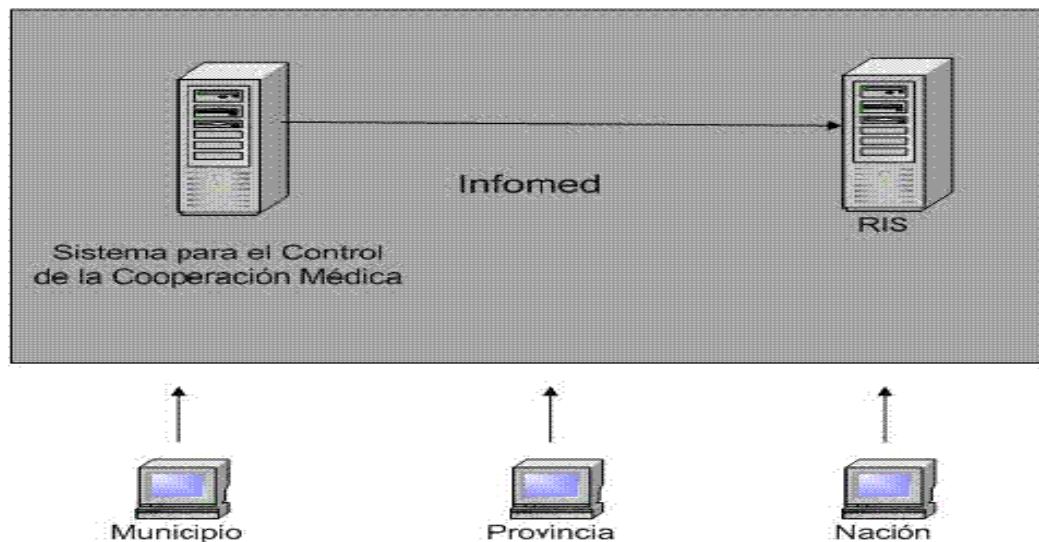 Infomed
RIS
Sistema para el Control
de la Cooperación Médica
Municipio
Provincia
Nación